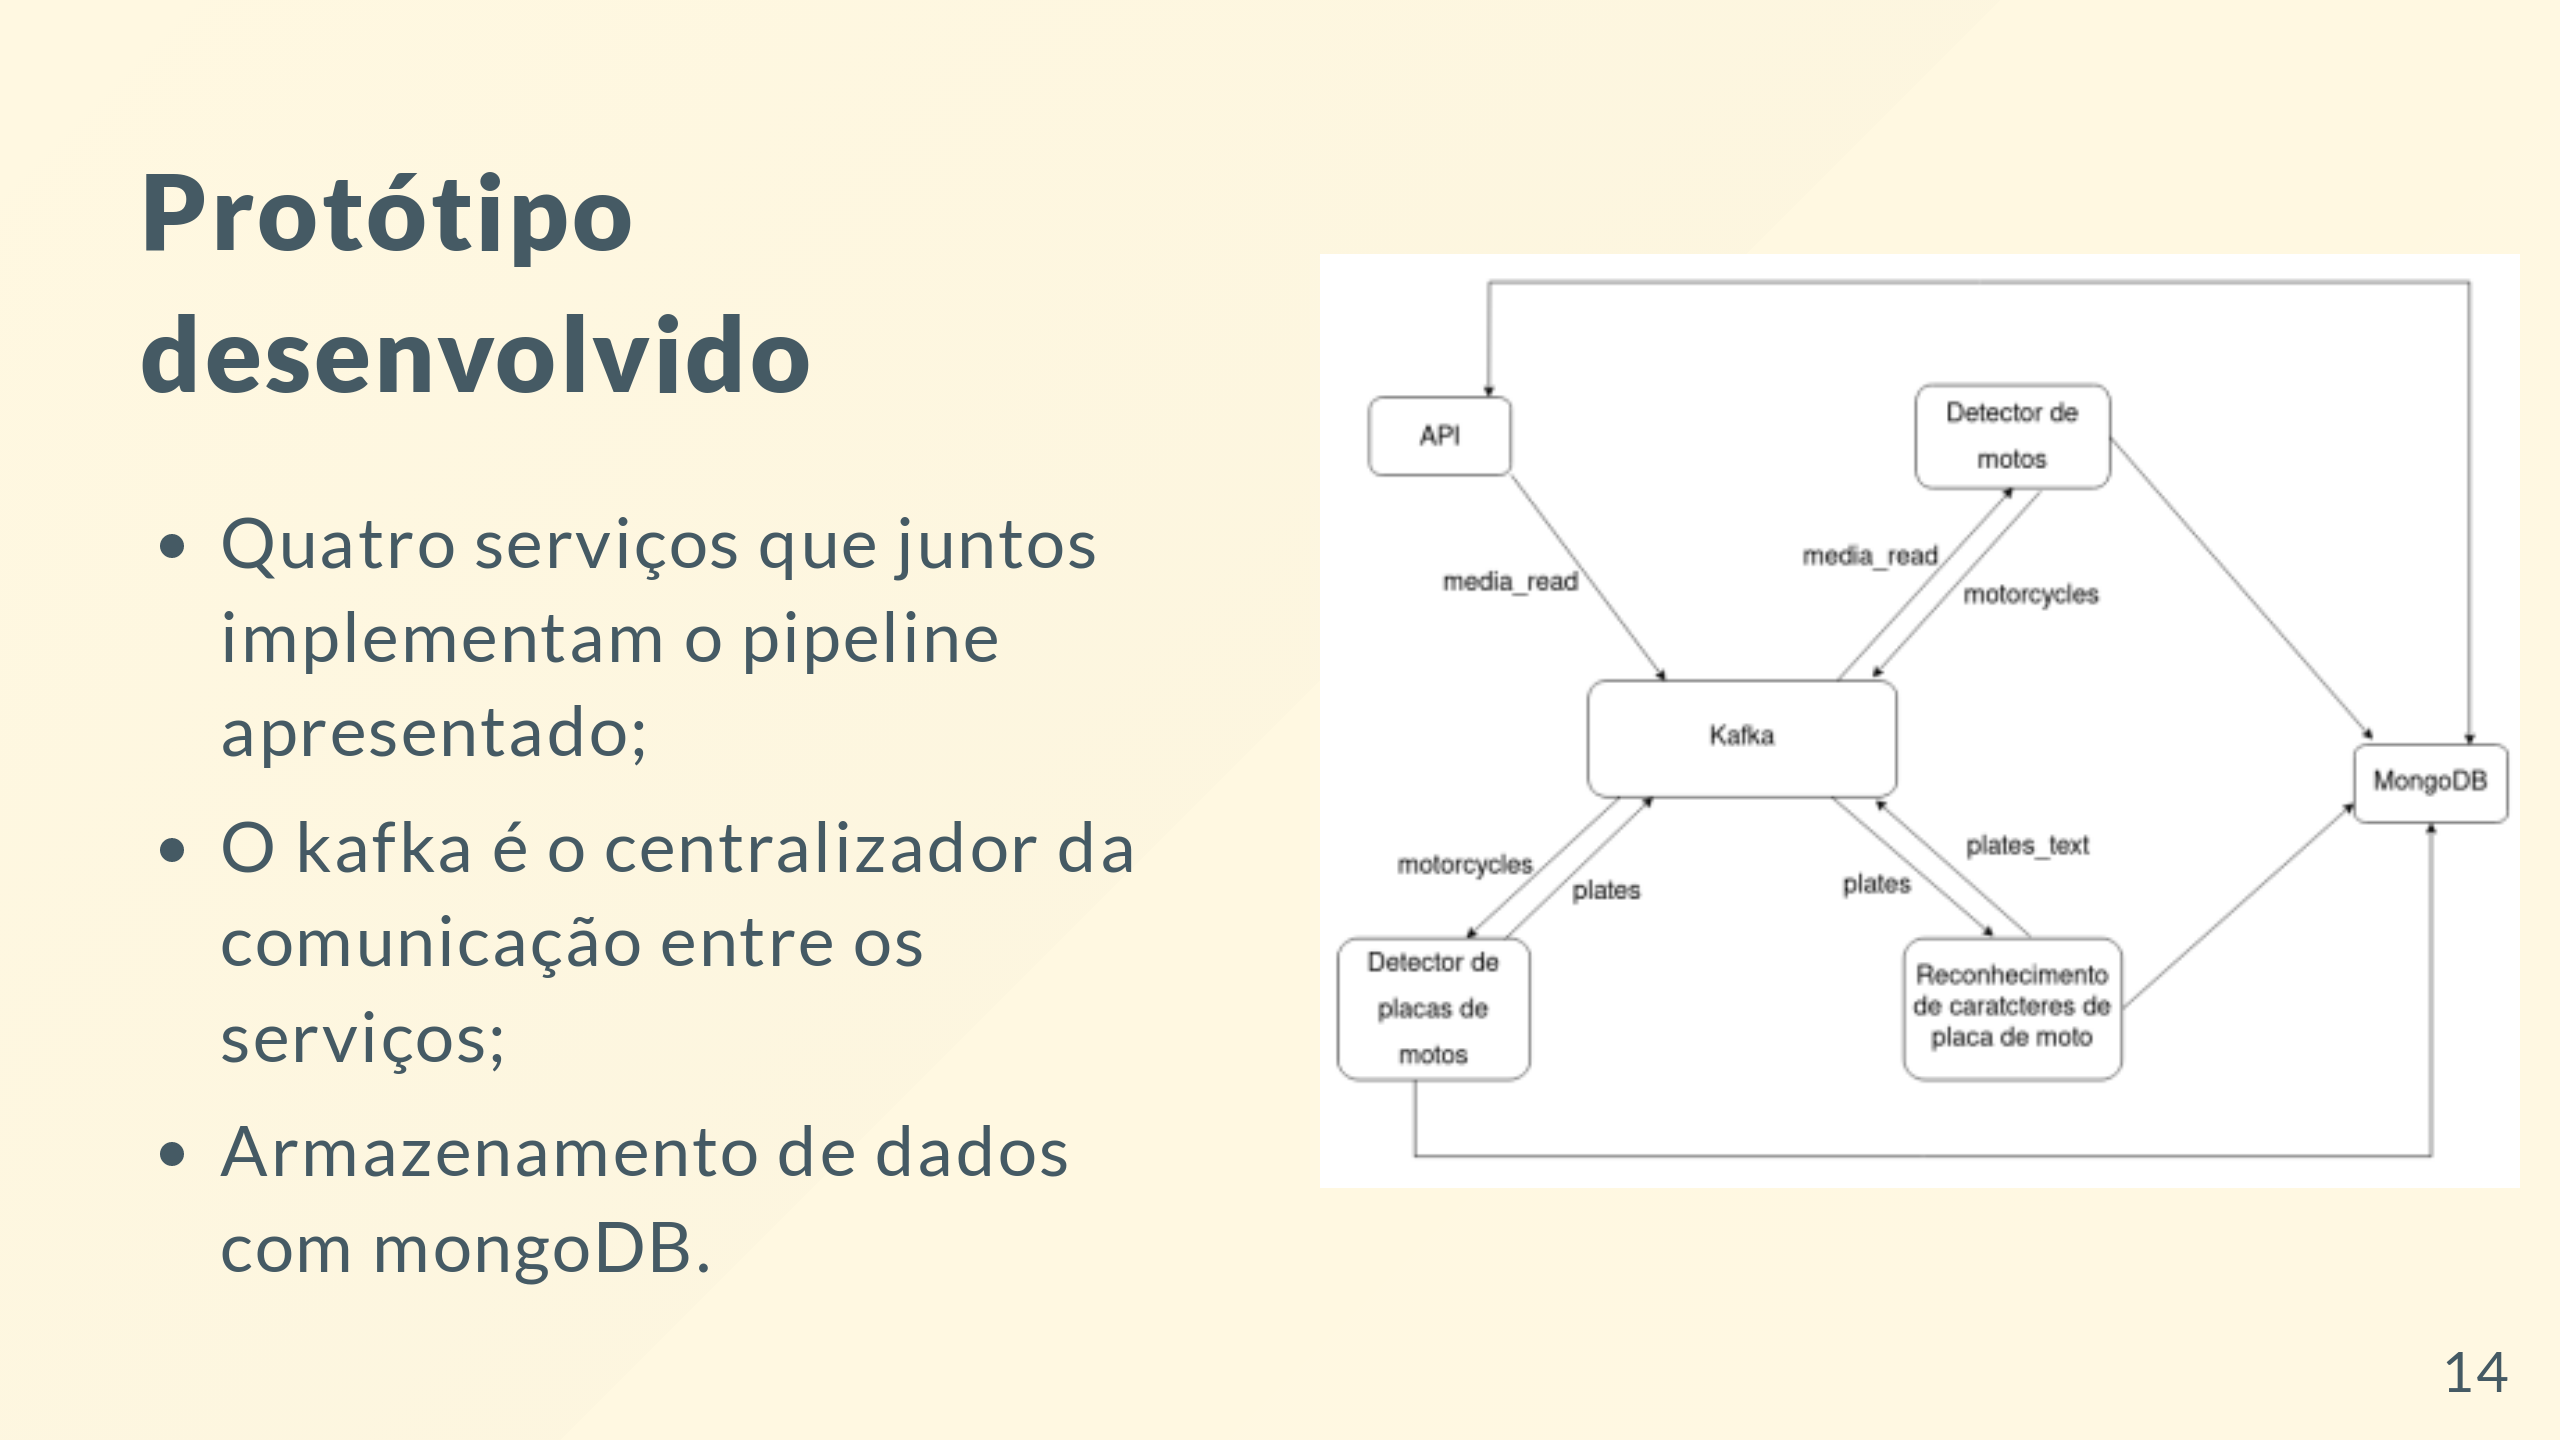 Protótipo
desenvolvido
• Quatro serviços que juntos
implementam o pipeline
apresentado;
• O kafka é o centralizador da
comunicação entre os
serviços;
• Armazenamento de dados
com mongoDB.
API
Detector de
motos
media_read
media_read
motorcycles
Kafka
MongoDB
motorcycles
plates
plates
plates_text
Detector de
placas de
motos
Reconhecimento
de caratcteres de
placa de moto
14